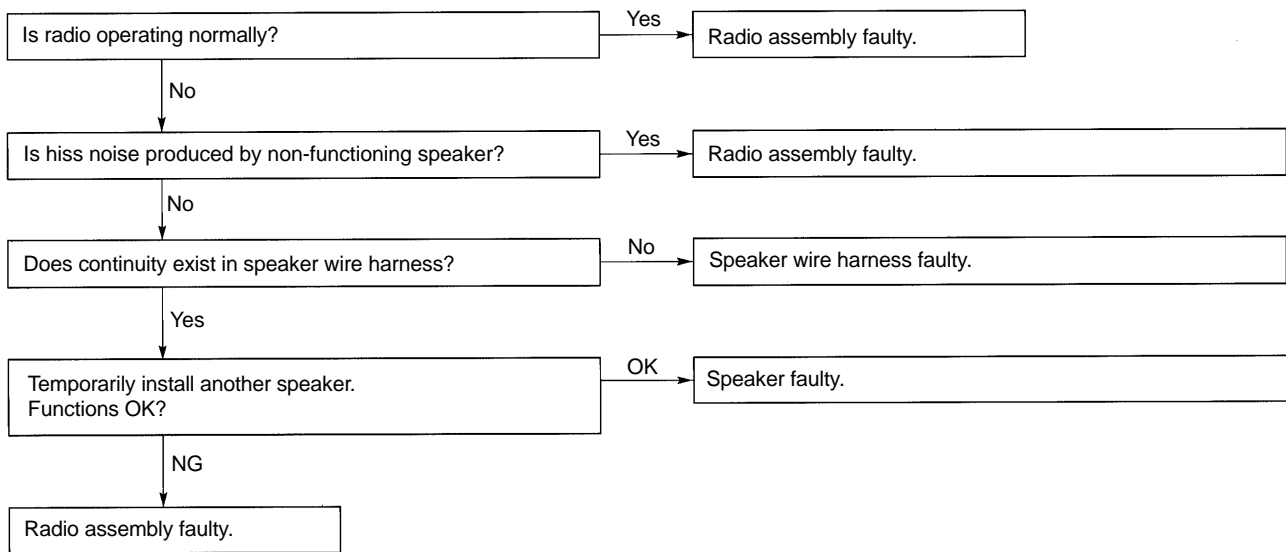 Is radio operating normally?
Yes
Radio assembly faulty.
No
Is hiss noise produced by non-functioning speaker?
Yes
Radio assembly faulty.
No
Does continuity exist in speaker wire harness?
No
Speaker wire harness faulty.
Yes
Temporarily install another speaker.
Functions OK?
OK
Speaker faulty.
NG
Radio assembly faulty.